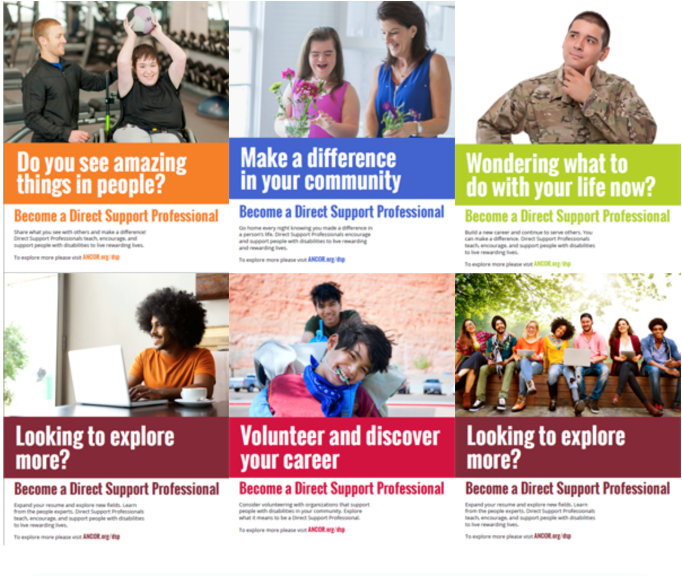 Do you see amazing
things in people?
Become a Direct Support Professional
Share what you see with others and make a difference!
Direct Support Professionals teach, encourage, and
support people with disabilities to live rewarding lives.
To explore more please visit ANCOR.org/dsp
Make a difference
in your community
Become a Direct Support Professional
Go home every night knowing you made a difference in
a person's life. Direct Support Professionals encourage
and support people with disabilities to live rewarding
and rewarding lives.
To explore more please visit ANCOR.org/dsp
Wondering what to
do with your life now?
Become a Direct Support Professional
Build a new career and continue to serve others. You
can make a difference. Direct Support Professionals
teach, encourage, and support people with disabilities
to live rewarding lives.
To explore more please visit ANCOR.org/dsp
Looking to explore
more?
Become a Direct Support Professional
Expand your resume and explore new fields. Learn
from the people experts. Direct Support Professionals
teach, encourage, and support people with disabilities
to live rewarding lives.
To explore more please visit ANCOR.org/dsp
Volunteer and discover
your career
Become a Direct Support Professional
Consider volunteering with organizations that support
people with disabilities in your community. Explore
what it means to be a Direct Support Professional.
To explore more please visit ANCOR.org/dsp
Looking to explore
more?
Become a Direct Support Professional
Expand your resume and explore new fields. Learn
from the people experts. Direct Support Professionals
teach, encourage, and support people with disabilities
to live rewarding lives.
To explore more please visit ANCOR.org/dsp